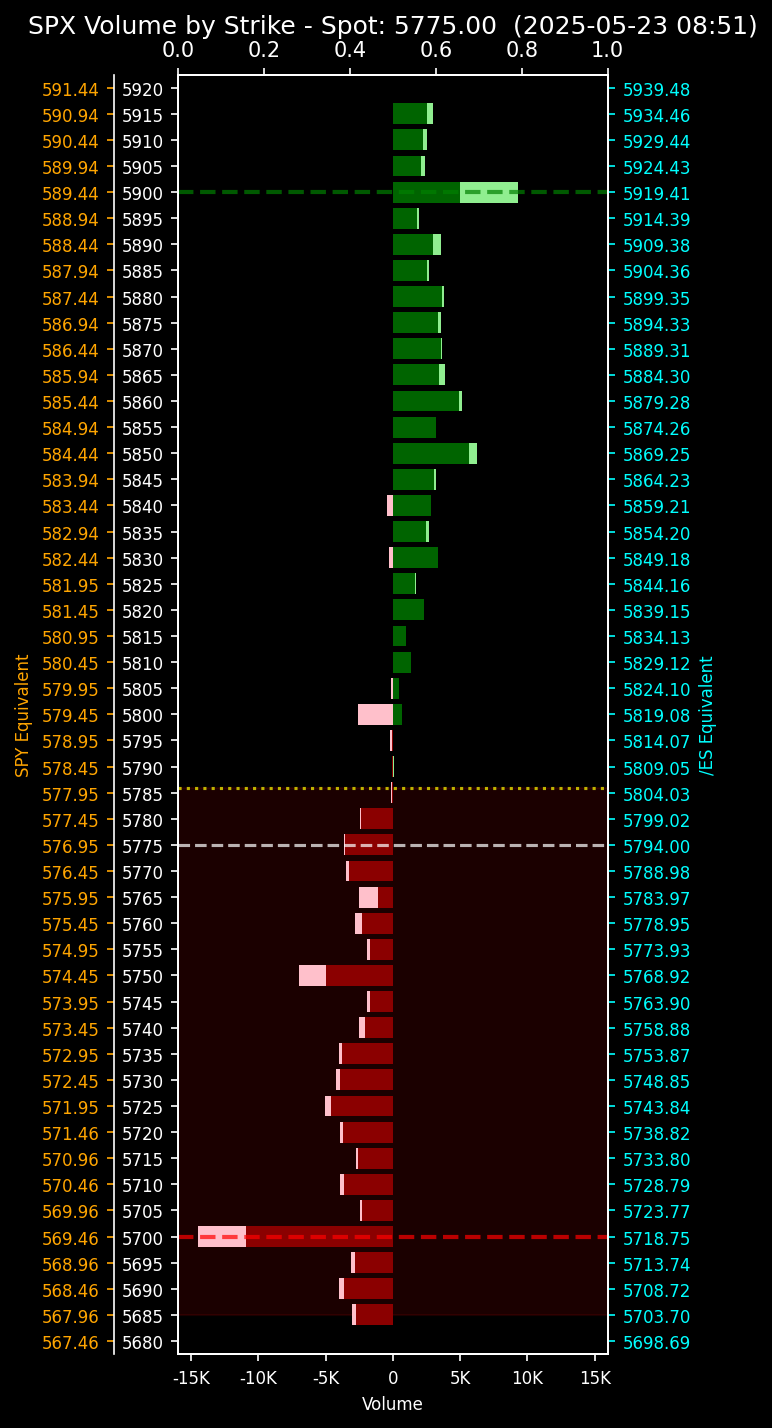 SPX Volume by Strike - Spot: 5775.00  (2025-05-23 08:51)
0.0 0.2 0.4 0.6 0.8 1.0
591.44 5920 5939.48
590.94 5915 5934.46
590.44 5910 5929.44
589.94 5905 5924.43
589.44 5900 5919.41
588.94 5895 5914.39
588.44 5890 5909.38
587.94 5885 5904.36
587.44 5880 5899.35
586.94 5875 5894.33
586.44 5870 5889.31
585.94 5865 5884.30
585.44 5860 5879.28
584.94 5855 5874.26
584.44 5850 5869.25
583.94 5845 5864.23
583.44 5840 5859.21
582.94 5835 5854.20
582.44 5830 5849.18
581.95 5825 5844.16
581.45 5820 5839.15
580.95 5815 5834.13
580.45 5810 5829.12
579.95 5805 5824.10
579.45 5800 5819.08
578.95 5795 5814.07
578.45 5790 5809.05
577.95 5785 5804.03
577.45 5780 5799.02
576.95 5775 5794.00
576.45 5770 5788.98
575.95 5765 5783.97
575.45 5760 5778.95
574.95 5755 5773.93
574.45 5750 5768.92
573.95 5745 5763.90
573.45 5740 5758.88
572.95 5735 5753.87
572.45 5730 5748.85
571.95 5725 5743.84
571.46 5720 5738.82
570.96 5715 5733.80
570.46 5710 5728.79
569.96 5705 5723.77
569.46 5700 5718.75
568.96 5695 5713.74
568.46 5690 5708.72
567.96 5685 5703.70
567.46 5680 5698.69
SPY Equivalent
/ES Equivalent
-15K -10K -5K 0 5K 10K 15K
Volume